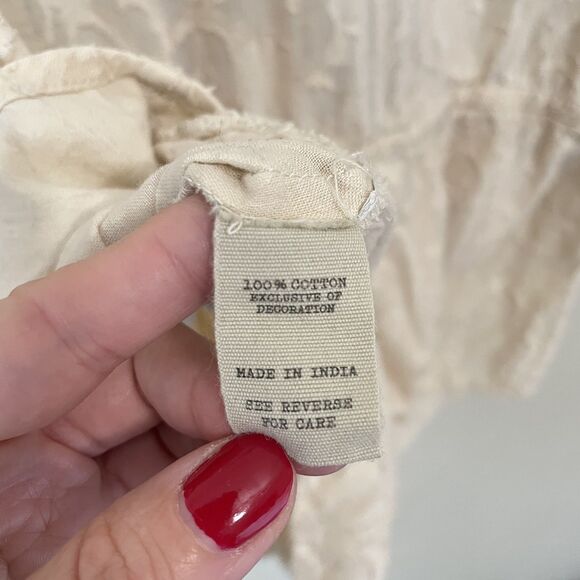 100% COTTON
EXCLUSIVE OF
DECORATION
MADE IN INDIA
SEE REVERSE
FOR CARE